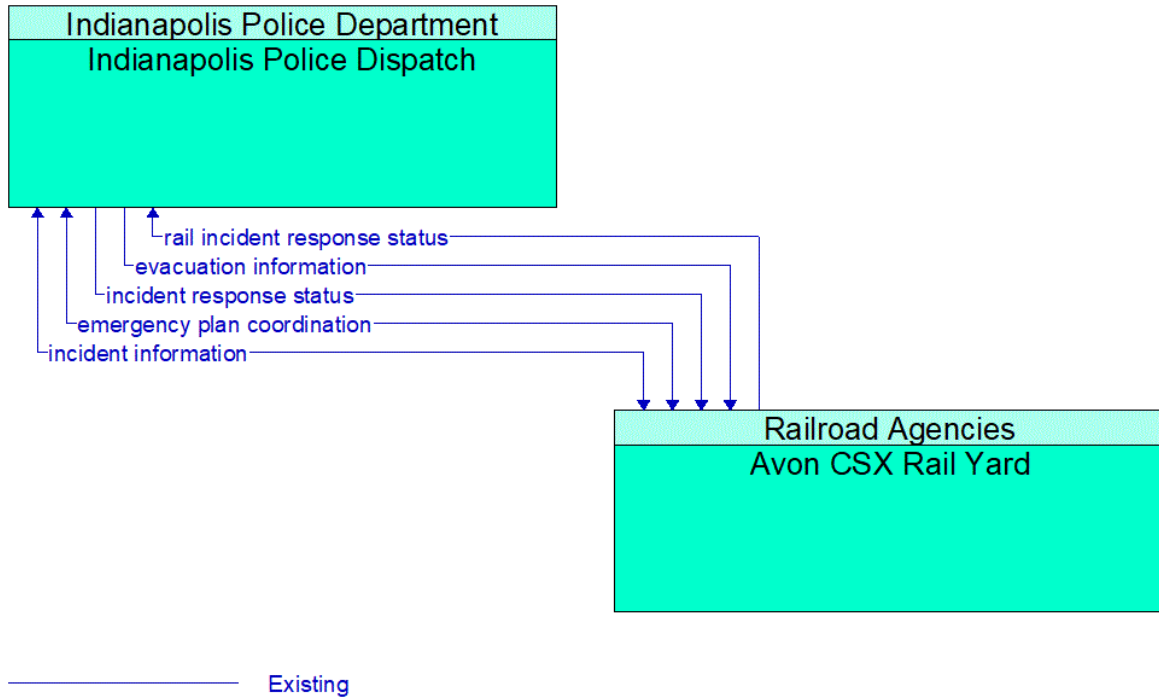 Indianapolis Police Department
Indianapolis Police Dispatch
rail incident response status
evacuation information
incident response status
emergency plan coordination
incident information
Railroad Agencies
Avon CSX Rail Yard
Existing